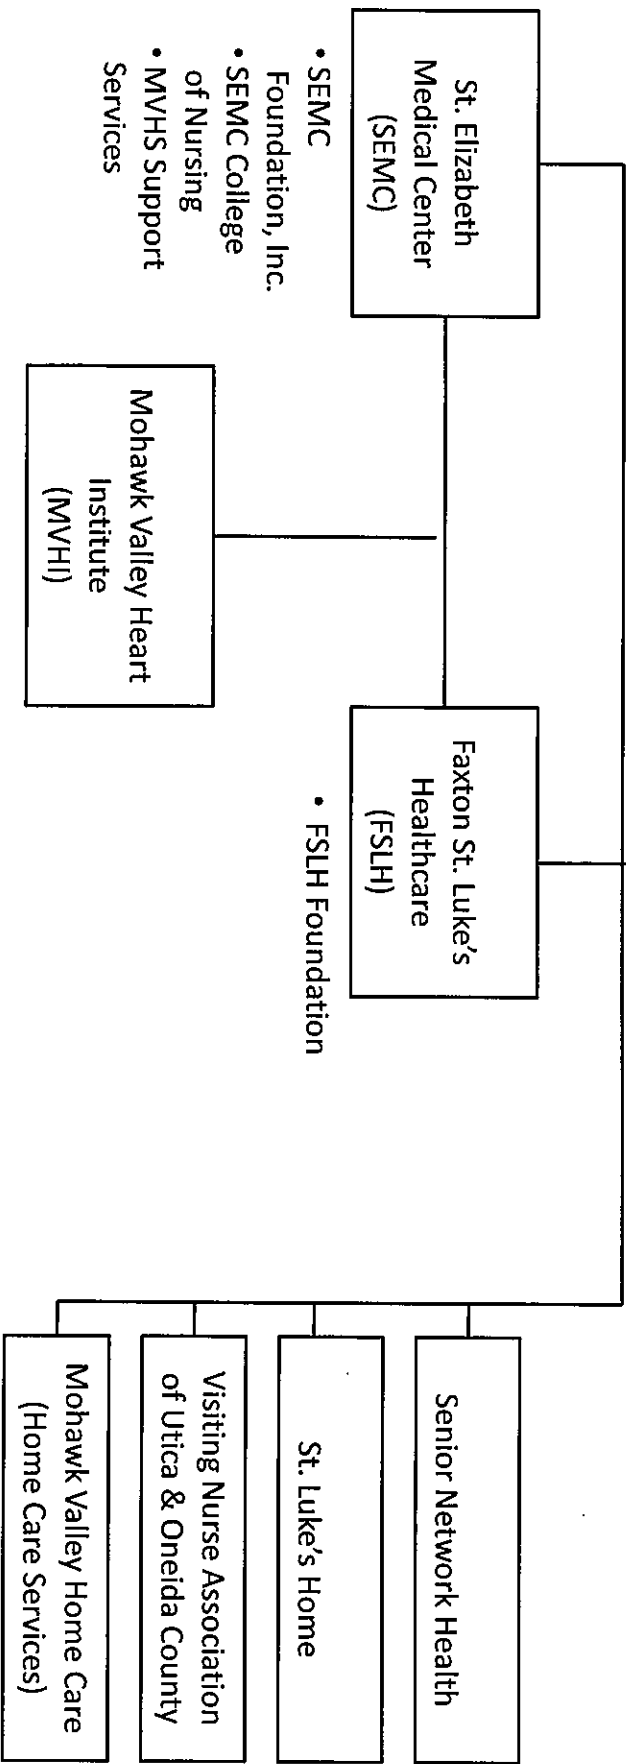 St. Elizabeth
Medical Center
(SEMC)
• SEMC
Foundation, Inc.
• SEMC College
of Nursing
• MVHS Support
Services
Mohawk Valley Heart
Institute
(MVHI)
Faxton St. Luke's
Healthcare
(FSLH)
• FSLH Foundation
Senior Network Health
St. Luke's Home
Visiting Nurse Association
of Utica & Oneida County
Mohawk Valley Home Care
(Home Care Services)